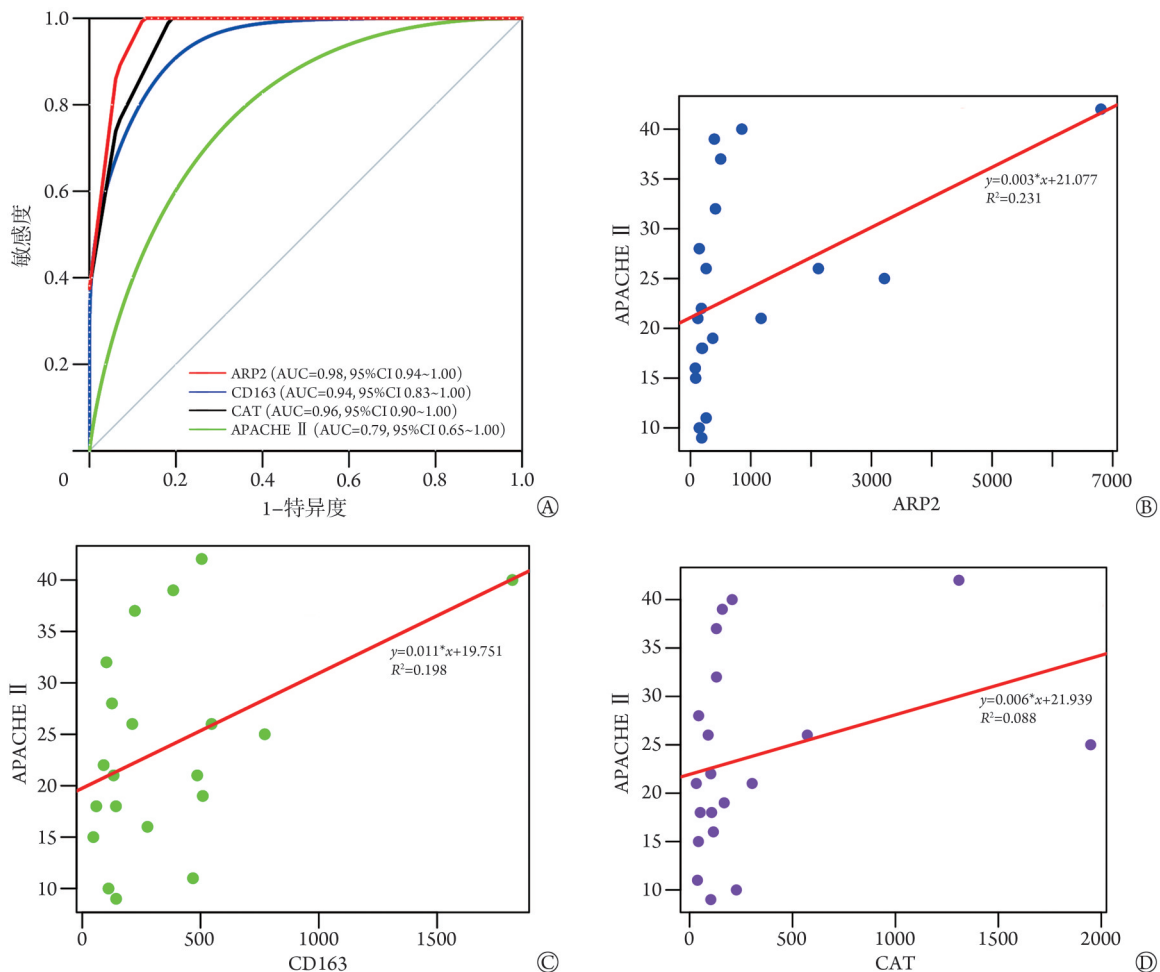 1.0
0.8
0.6
0.4
0.2
敏感度
ARP2 (AUC=0.98, 95%CI 0.94~1.00)
CD163 (AUC=0.94, 95%CI 0.83~1.00)
CAT (AUC=0.96, 95%CI 0.90~1.00)
APACHE Ⅱ (AUC=0.79, 95%CI 0.65~1.00)
0 0.2 0.4 0.6 0.8 1.0
1-特异度
Ⓐ
40
35
30
25
20
15
10
APACHE Ⅱ
y=0.003*x+21.077
R²=0.231
0 1000 3000 5000 7000
ARP2
Ⓑ
40
35
30
25
20
15
10
APACHE Ⅱ
y=0.011*x+19.751
R²=0.198
0 500 1000 1500
CD163
Ⓒ
40
35
30
25
20
15
10
APACHE Ⅱ
y=0.006*x+21.939
R²=0.088
0 500 1000 1500 2000
CAT
Ⓓ